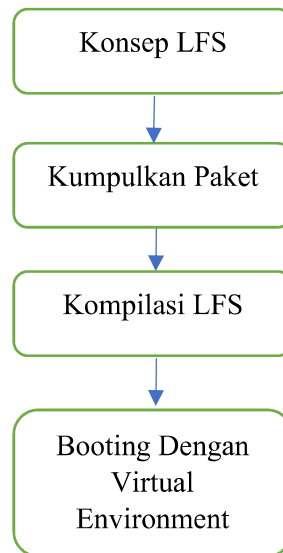 Konsep LFS
Kumpulkan Paket
Kompilasi LFS
Booting Dengan
Virtual
Environment